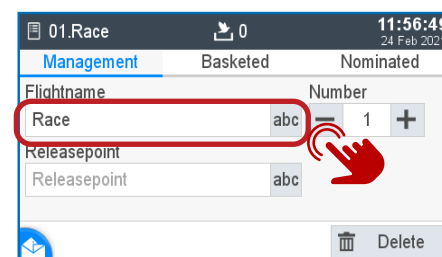 01.Race 0 11:56:49
24 Feb 202
Management Basketed Nominated
Flightname Number
Race abc 1
Releasepoint
Releasepoint abc
Delete